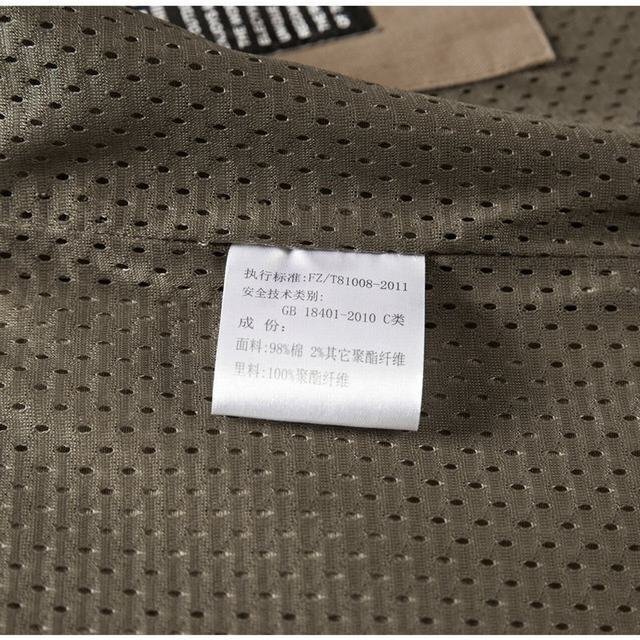 执行标准:FZ/T81008-2011
安全技术类别:
GB 18401-2010 C类
成 份:
面料:98%棉 2%其它聚酯纤维
里料:100%聚酯纤维